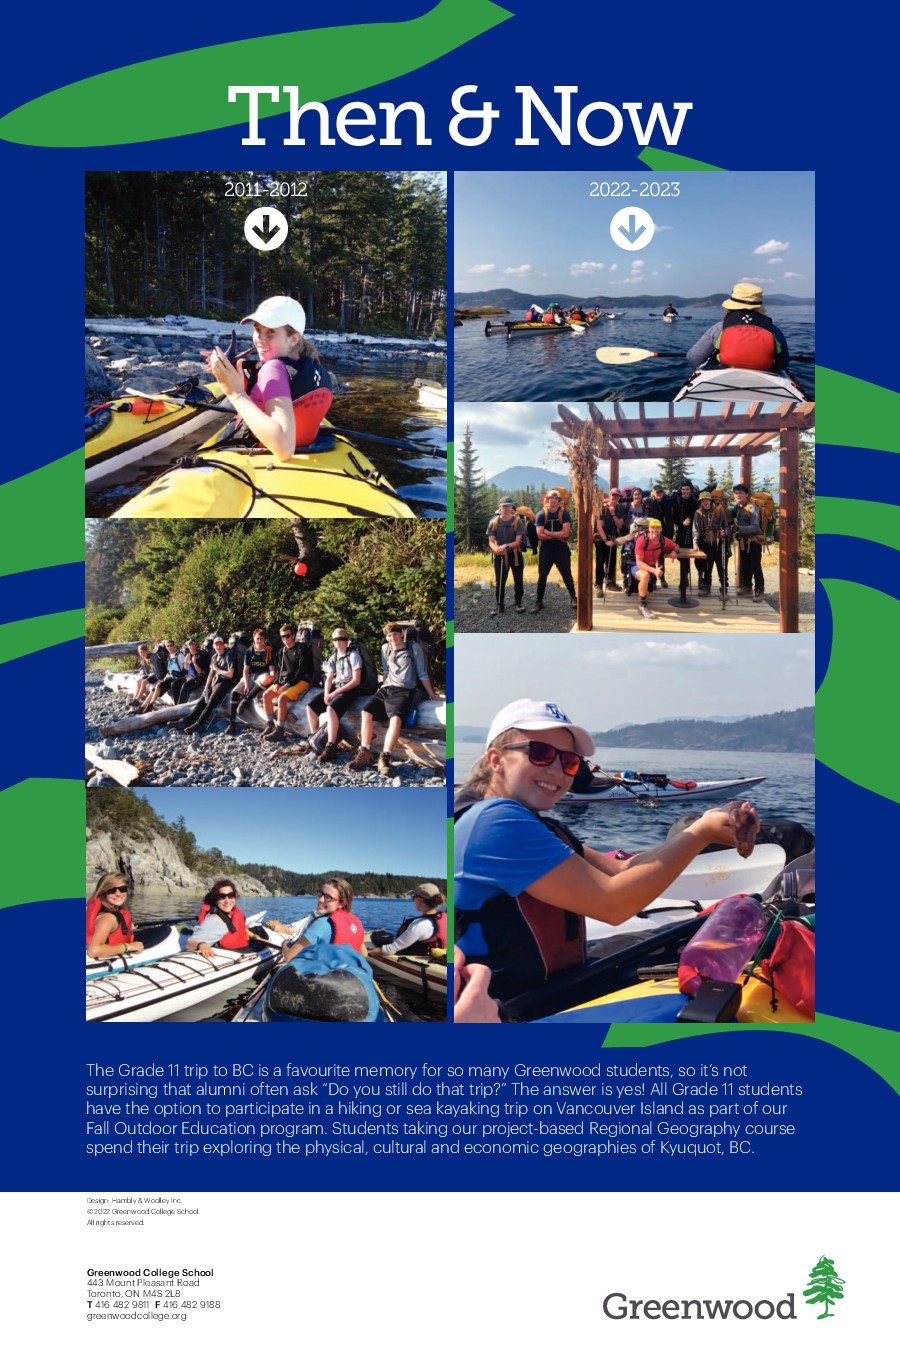 Then & Now
2011-2012
2022-2023
The Grade 11 trip to BC is a favourite memory for so many Greenwood students, so it's not
surprising that alumni often ask “Do you still do that trip?” The answer is yes! All Grade 11 students
have the option to participate in a hiking or sea kayaking trip on Vancouver Island as part of our
Fall Outdoor Education program. Students taking our project-based Regional Geography course
spend their trip exploring the physical, cultural and economic geographies of Kyuquot, BC.
Design: Hambly & Woolley Inc.
©2022 Greenwood College School.
All rights reserved.
Greenwood College School
443 Mount Pleasant Road
Toronto, ON M4S 2L8
T 416 482 9811 F 416 482 9188
greenwoodcollege.org
Greenwood